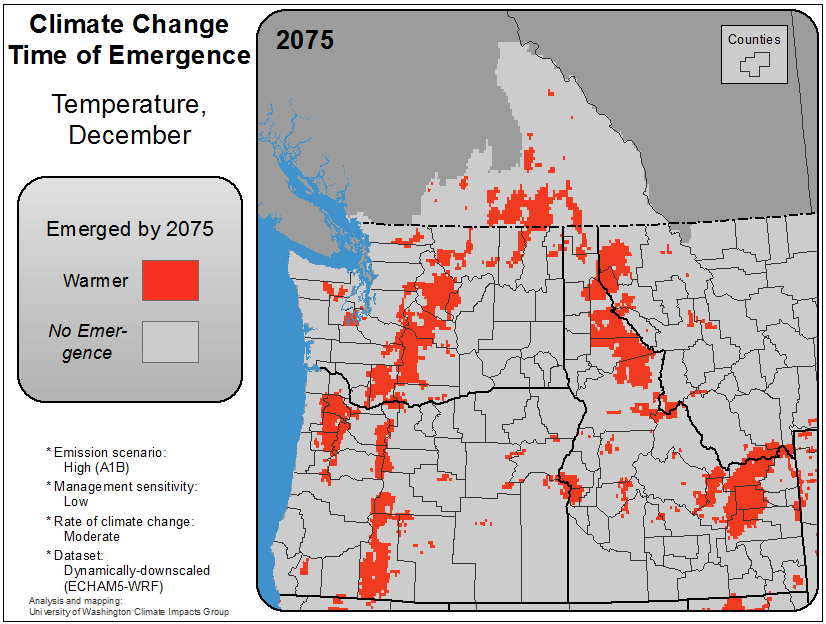 Climate Change
Time of Emergence
Temperature,
December
Emerged by 2075
Warmer
No Emer-
gence
* Emission scenario:
High (A1B)
* Management sensitivity:
Low
* Rate of climate change:
Moderate
* Dataset:
Dynamically-downscaled
(ECHAM5-WRF)
Analysis and mapping:
University of Washington Climate Impacts Group
2075
Counties